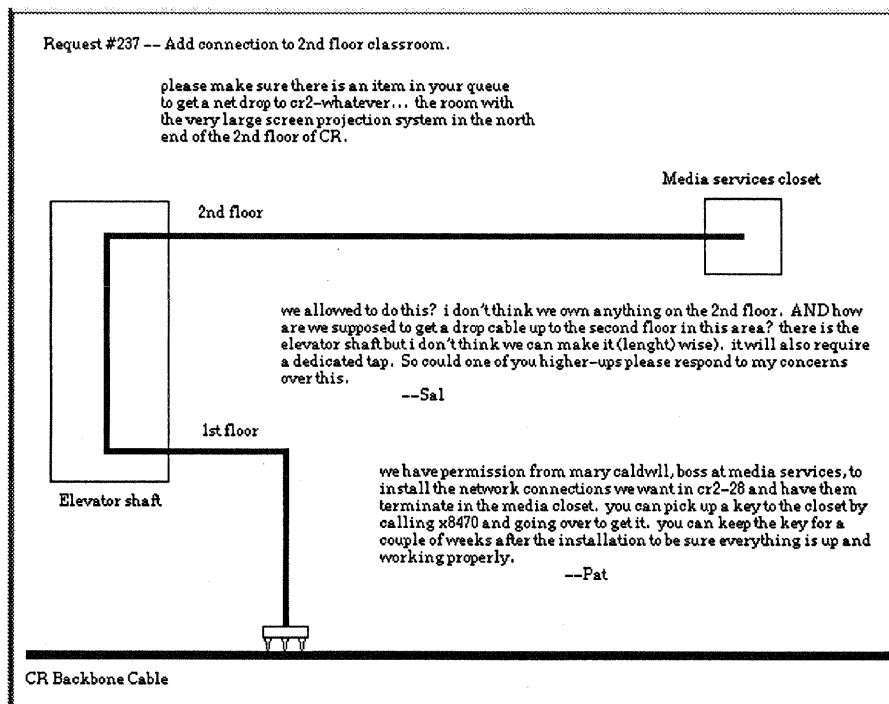 Request #237 -- Add connection to 2nd floor classroom.
please make sure there is an item in your queue
to get a net drop to cr2-whatever... the room with
the very large screen projection system in the north
end of the 2nd floor of CR.
Media services closet
2nd floor
we allowed to do this? i don't think we own anything on the 2nd floor. AND how
are we supposed to get a drop cable up to the second floor in this area? there is the
elevator shaft but i don't think we can make it (lenght) wise). it will also require
a dedicated tap. So could one of you higher-ups please respond to my concerns
over this.
--Sal
1st floor
Elevator shaft
we have permission from mary caldwll, boss at media services, to
install the network connections we want in cr2-28 and have them
terminate in the media closet. you can pick up a key to the closet by
calling x8470 and going over to get it. you can keep the key for a
couple of weeks after the installation to be sure everything is up and
working properly.
--Pat
CR Backbone Cable